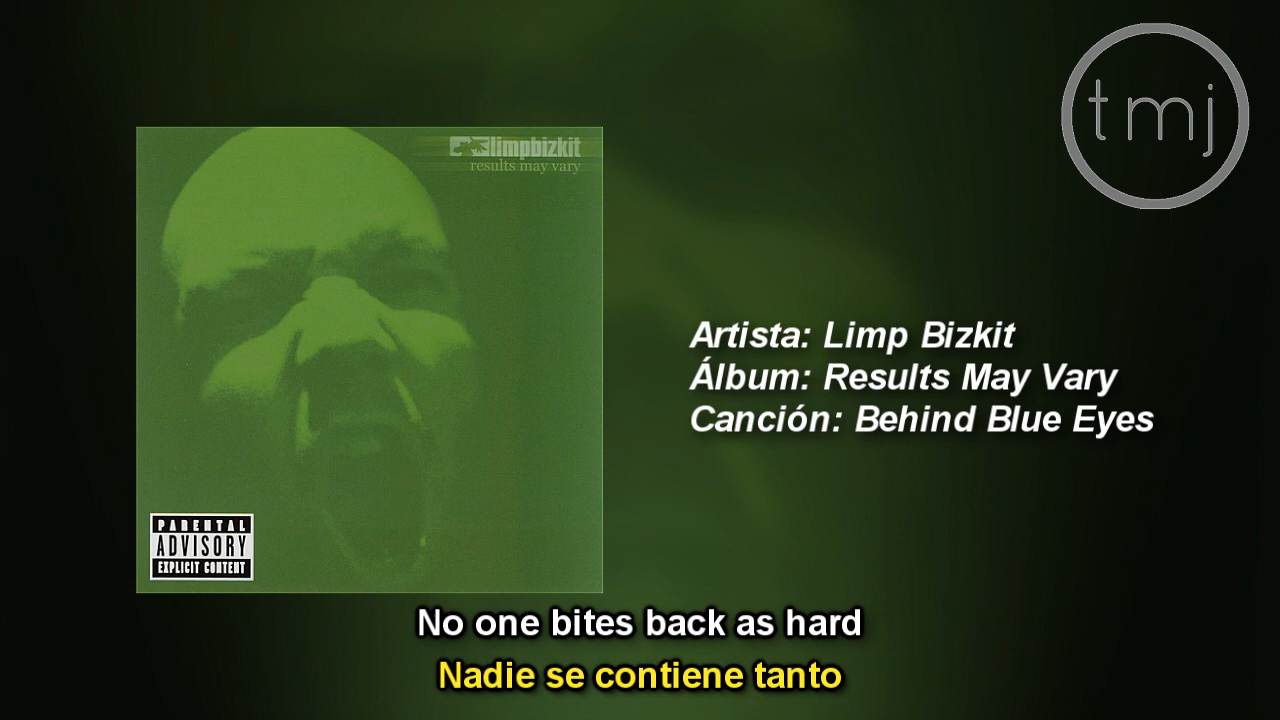 tmj
limpbizkit
results may vary
Artista: Limp Bizkit
Álbum: Results May Vary
Canción: Behind Blue Eyes
PARENTAL
ADVISORY
EXPLICIT CONTENT
No one bites back as hard
Nadie se contiene tanto